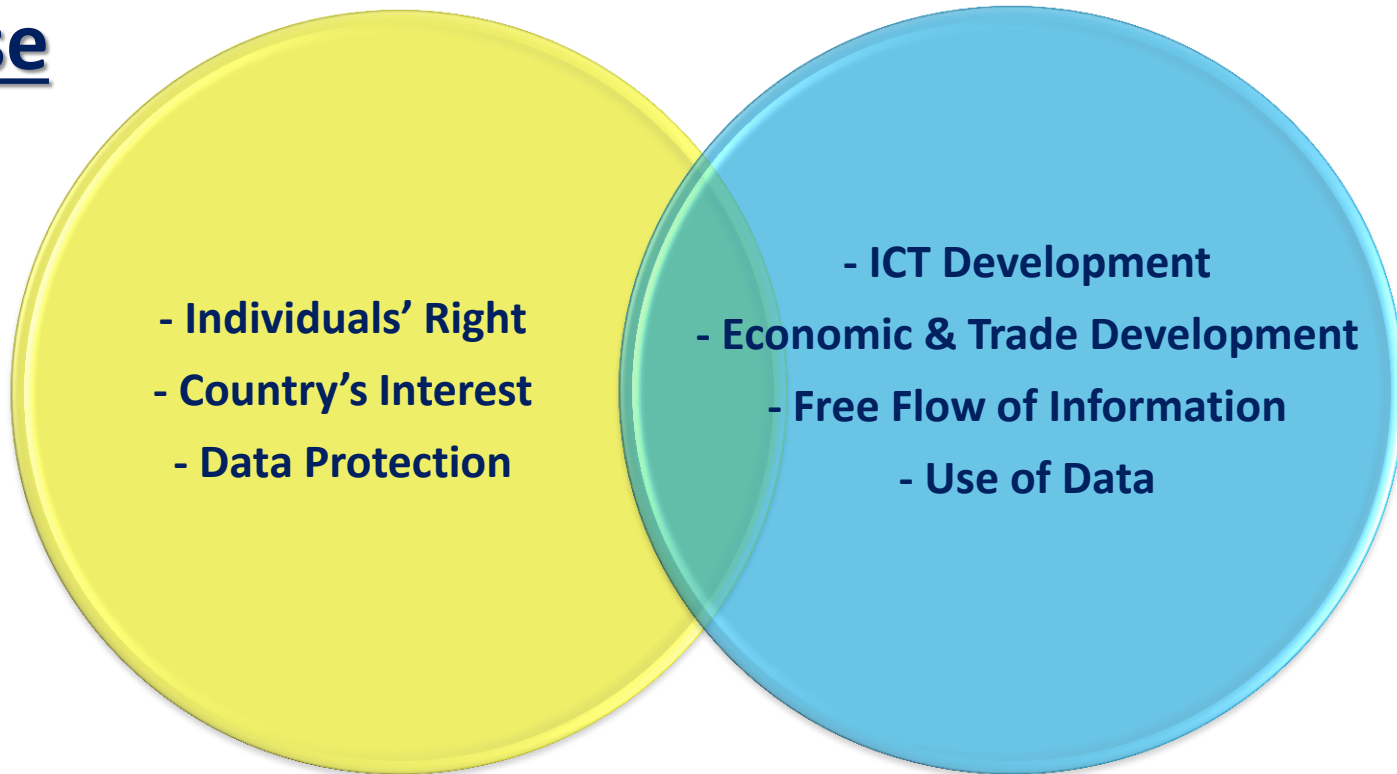 se
- Individuals’ Right
- Country’s Interest
- Data Protection
- ICT Development
- Economic & Trade Development
- Free Flow of Information
- Use of Data